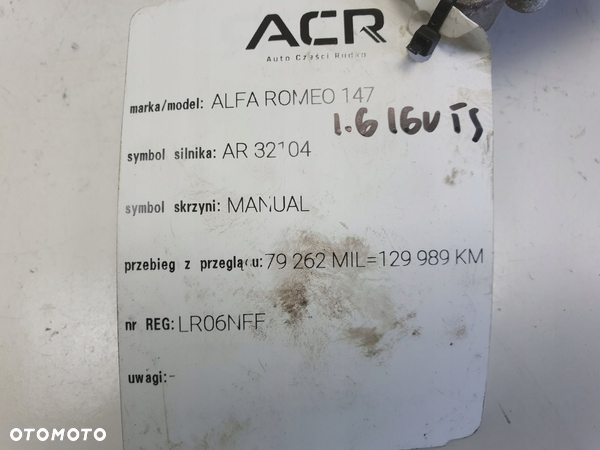 ACR
Auto Części Rudka
marka/model: ALFA ROMEO 147
1.6 16V TS
symbol silnika: AR 32104
symbol skrzyni: MANUAL
przebieg z przeglądu: 79 262 MIL=129 989 KM
nr REG: LR06NFF
uwagi:-
OTOMOTO